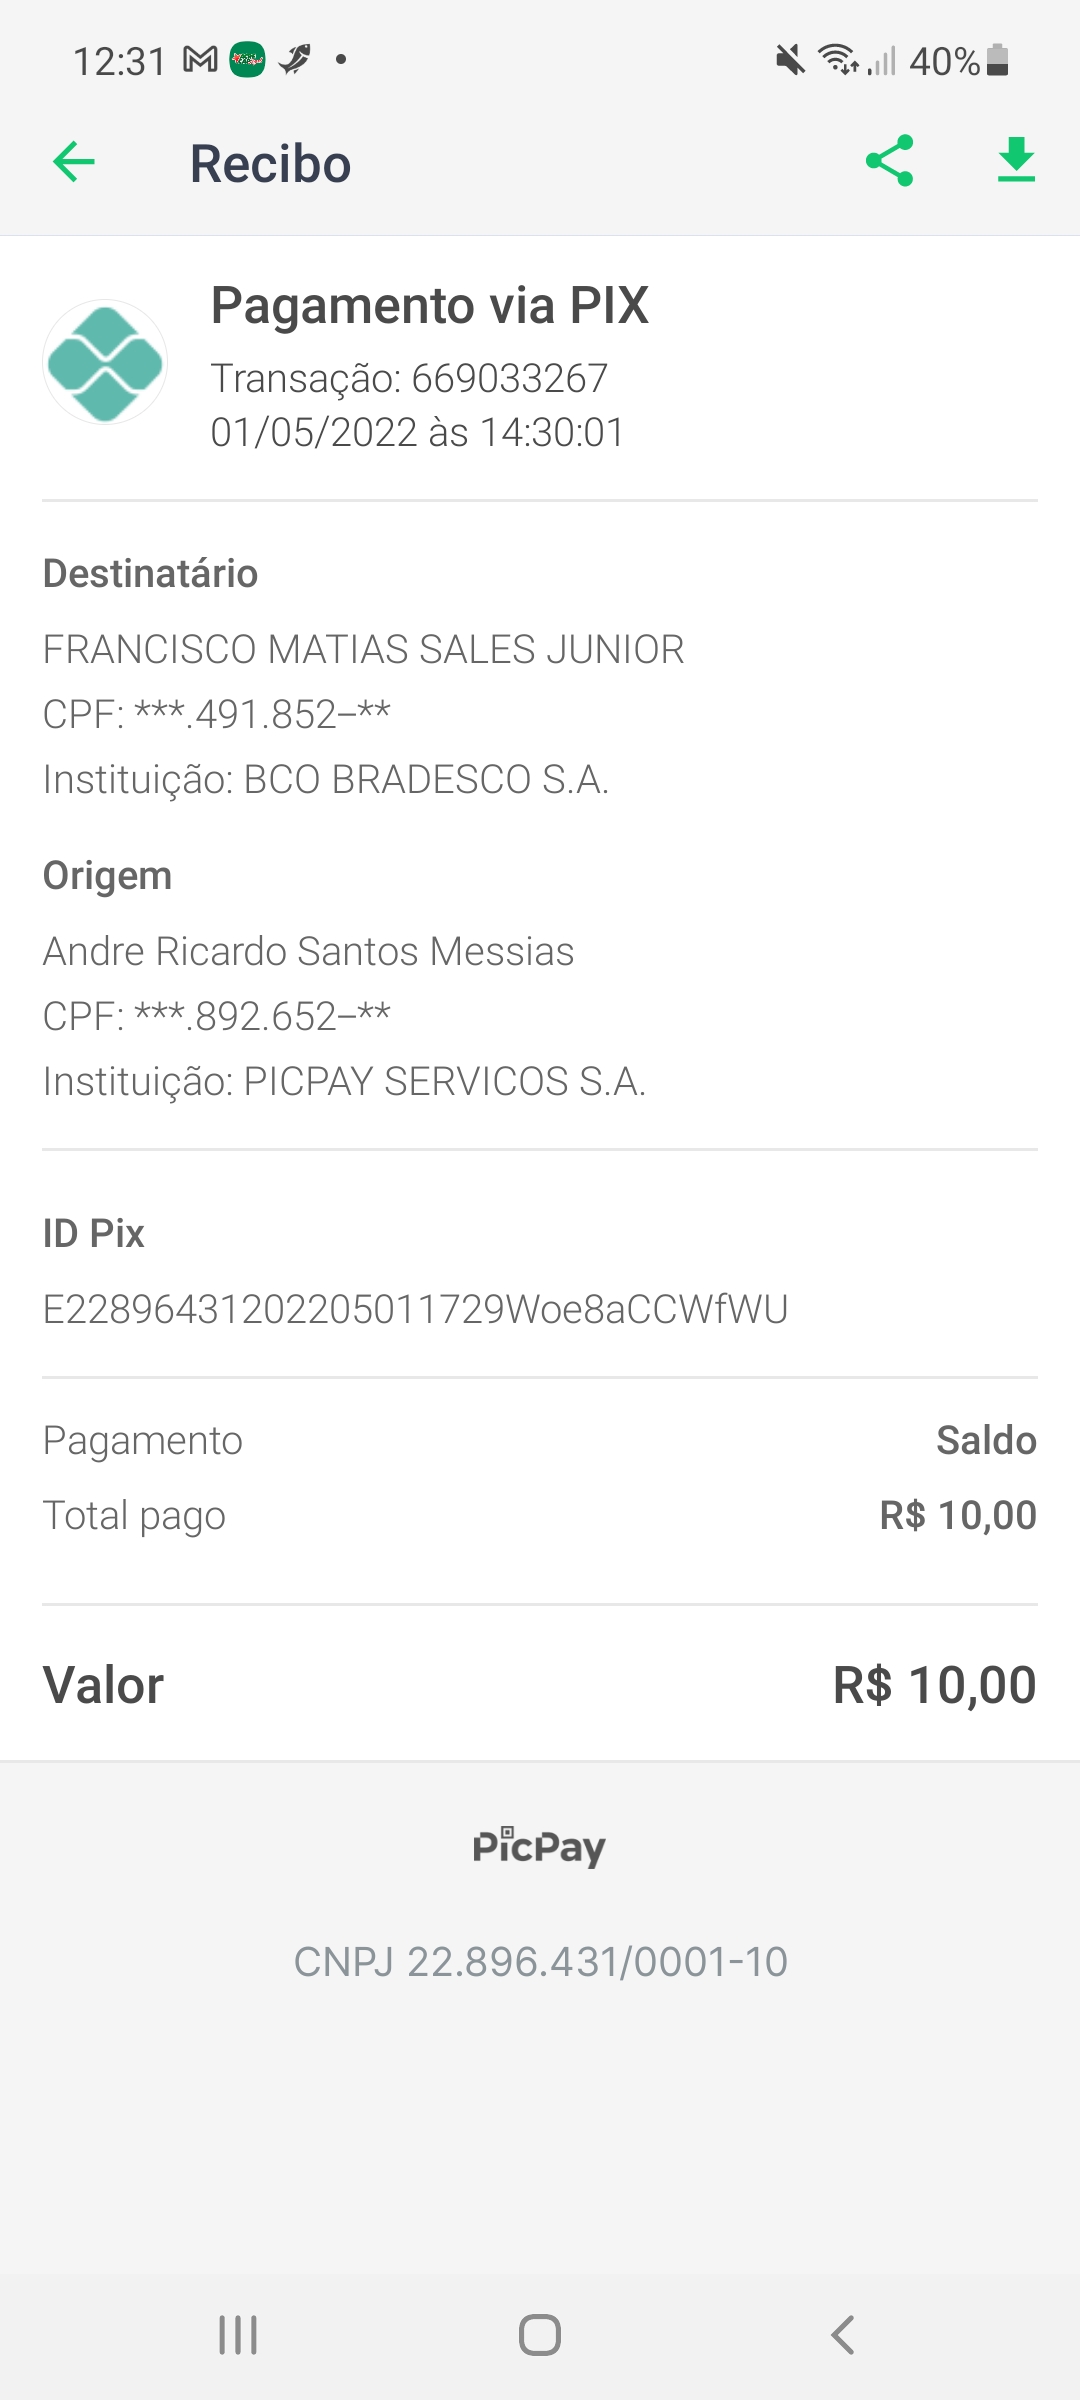 12:31
40%
Recibo
Pagamento via PIX
Transação: 669033267
01/05/2022 às 14:30:01
Destinatário
FRANCISCO MATIAS SALES JUNIOR
CPF: ***.491.852–**
Instituição: BCO BRADESCO S.A.
Origem
Andre Ricardo Santos Messias
CPF: ***.892.652–**
Instituição: PICPAY SERVICOS S.A.
ID Pix
E22896431202205011729Woe8aCCWfWU
Pagamento Saldo
Total pago R$ 10,00
Valor R$ 10,00
PicPay
CNPJ 22.896.431/0001-10